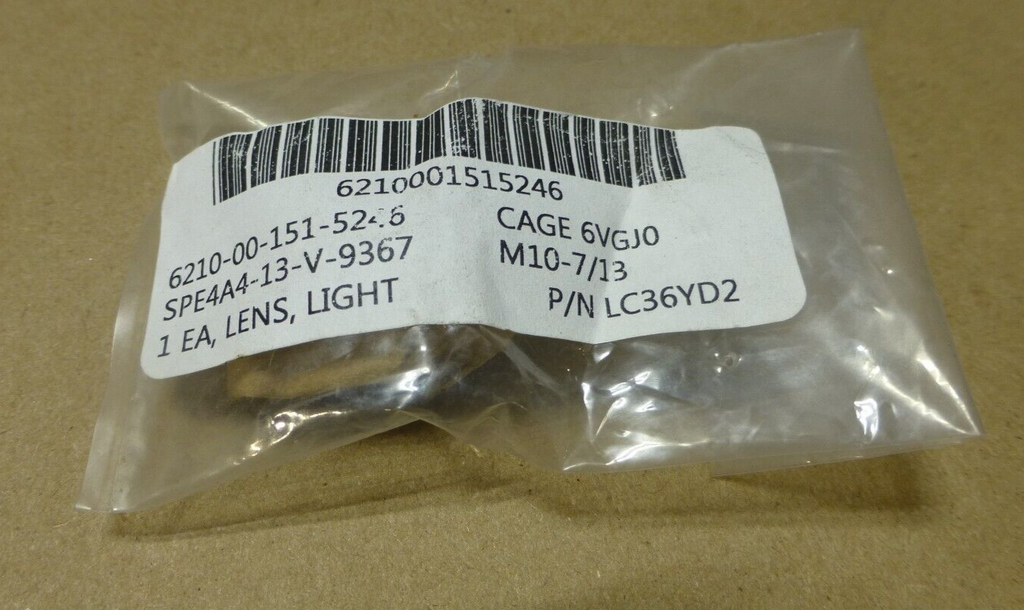 6210001515246
6210-00-151-5246
CAGE 6VGJ0
SPE4A4-13-V-9367
M10-7/13
1 EA, LENS, LIGHT
P/N LC36YD2